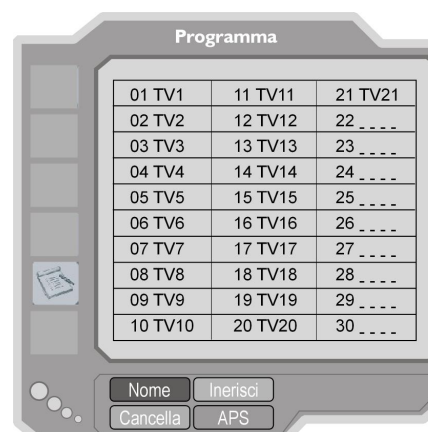 Programma
01 TV1 11 TV11 21 TV21
02 TV2 12 TV12 22 _ _ _ _
03 TV3 13 TV13 23 _ _ _ _
04 TV4 14 TV14 24 _ _ _ _
05 TV5 15 TV15 25 _ _ _ _
06 TV6 16 TV16 26 _ _ _ _
07 TV7 17 TV17 27 _ _ _ _
08 TV8 18 TV18 28 _ _ _ _
09 TV9 19 TV19 29 _ _ _ _
10 TV10 20 TV20 30 _ _ _ _
Nome Inerisci
Cancella APS